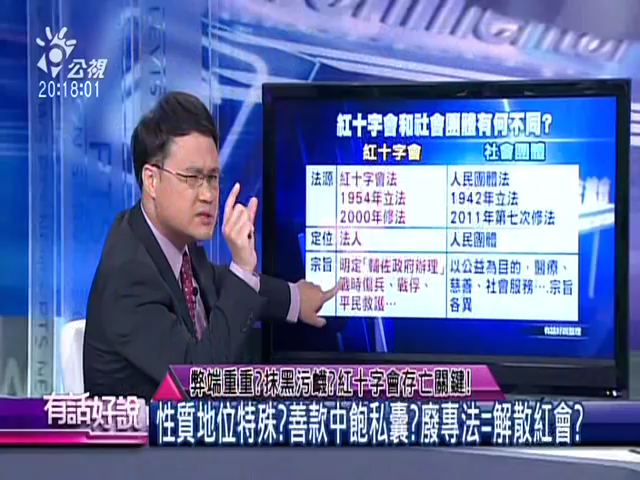 公視
20:18:01
紅十字會和社會團體有何不同?
紅十字會 社會團體
法源 紅十字會法 人民團體法
1954年立法 1942年立法
2000年修法 2011年第七次修法
定位 法人 人民團體
宗旨 明定「輔佐政府辦理」 以公益為目的,醫療、
戰時傷兵、戰俘、 慈善、社會服務…宗旨
平民救護… 各異
有話好說整理
弊端重重?抹黑污衊?紅十字會存亡關鍵!
有話好說
性質地位特殊?善款中飽私囊?廢專法=解散紅會?